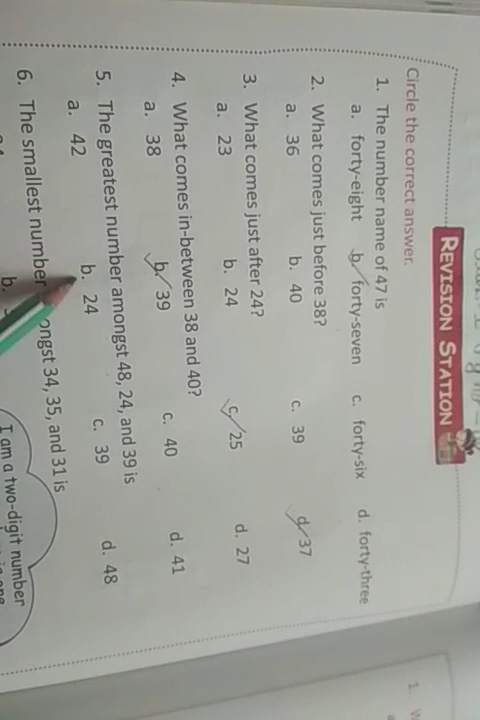 REVISION STATION
Circle the correct answer.
1. The number name of 47 is
a. forty-eight b. forty-seven c. forty-six d. forty-three
2. What comes just before 38?
a. 36 b. 40 c. 39 d. 37
3. What comes just after 24?
a. 23 b. 24 c. 25 d. 27
4. What comes in-between 38 and 40?
a. 38 b. 39 c. 40 d. 41
5. The greatest number amongst 48, 24, and 39 is
a. 42 b. 24 c. 39 d. 48
6. The smallest number ongst 34, 35, and 31 is
b.
I am a two-digit number
1.